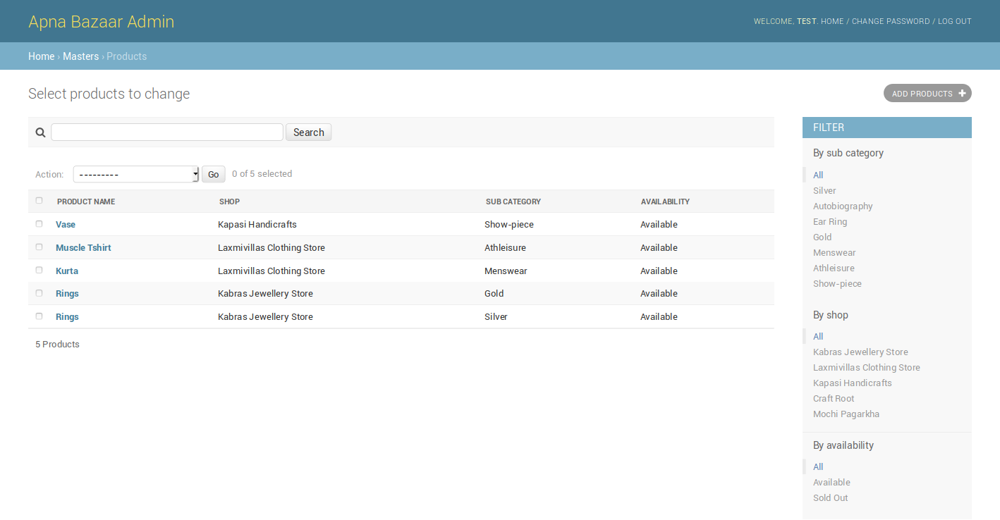 Apna Bazaar Admin
WELCOME, TEST. HOME / CHANGE PASSWORD / LOG OUT
Home › Masters › Products
Select products to change
ADD PRODUCTS +
Search
Action: --------- Go 0 of 5 selected
PRODUCT NAME SHOP SUB CATEGORY AVAILABILITY
Vase Kapasi Handicrafts Show-piece Available
Muscle Tshirt Laxmivillas Clothing Store Athleisure Available
Kurta Laxmivillas Clothing Store Menswear Available
Rings Kabras Jewellery Store Gold Available
Rings Kabras Jewellery Store Silver Available
5 Products
FILTER
By sub category
All
Silver
Autobiography
Ear Ring
Gold
Menswear
Athleisure
Show-piece
By shop
All
Kabras Jewellery Store
Laxmivillas Clothing Store
Kapasi Handicrafts
Craft Root
Mochi Pagarkha
By availability
All
Available
Sold Out